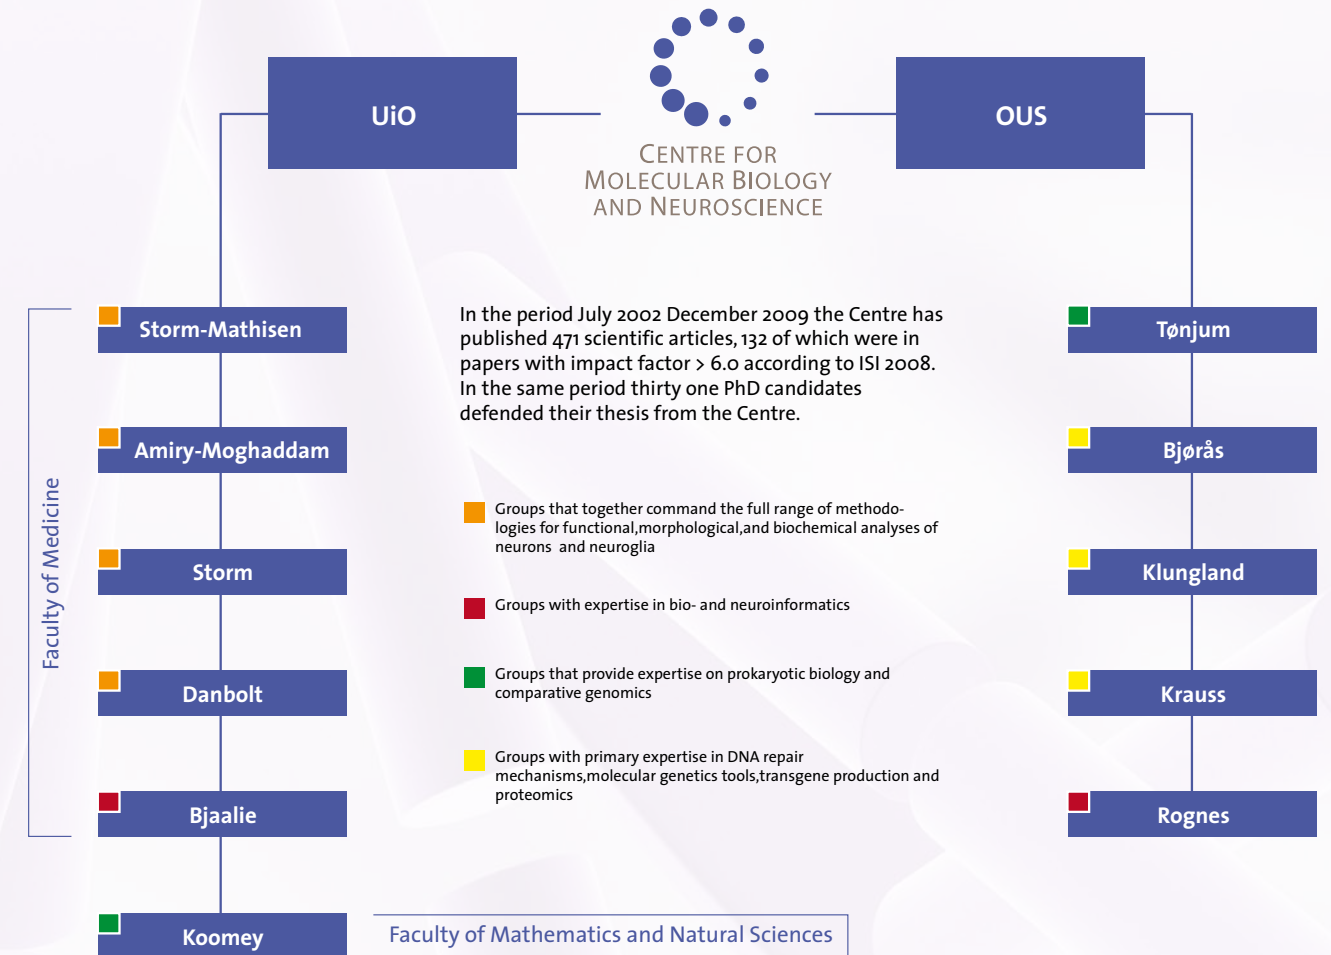 UiO
OUS
CENTRE FOR
MOLECULAR BIOLOGY
AND NEUROSCIENCE
Faculty of Medicine
Storm-Mathisen
Amiry-Moghaddam
Storm
Danbolt
Bjaalie
Koomey
Faculty of Mathematics and Natural Sciences
In the period July 2002 December 2009 the Centre has
published 471 scientific articles, 132 of which were in
papers with impact factor > 6.0 according to ISI 2008.
In the same period thirty one PhD candidates
defended their thesis from the Centre.
Groups that together command the full range of methodo-
logies for functional,morphological,and biochemical analyses of
neurons and neuroglia
Groups with expertise in bio- and neuroinformatics
Groups that provide expertise on prokaryotic biology and
comparative genomics
Groups with primary expertise in DNA repair
mechanisms,molecular genetics tools,transgene production and
proteomics
Tønjum
Bjørås
Klungland
Krauss
Rognes